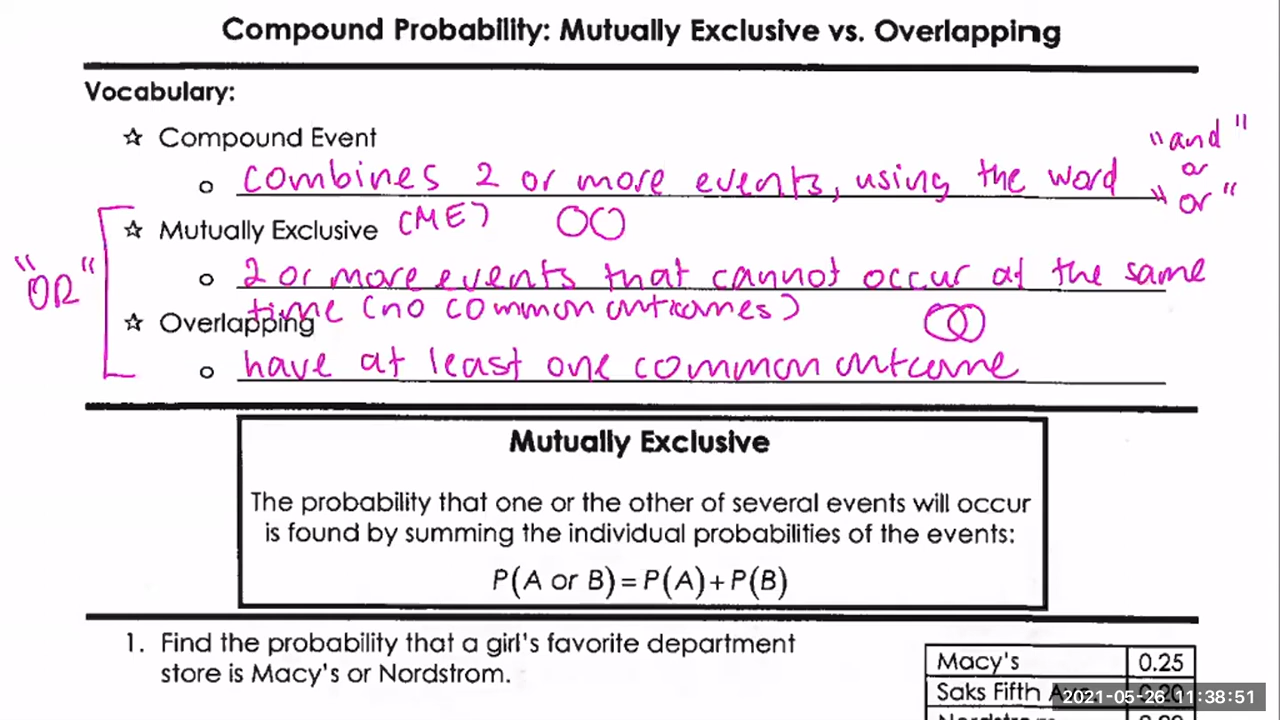 Compound Probability: Mutually Exclusive vs. Overlapping
Vocabulary:
☆ Compound Event
○ combines 2 or more events, using the word "and" or "or"
☆ Mutually Exclusive (ME)
"OR"
○ 2 or more events that cannot occur at the same
time (no common outcomes)
☆ Overlapping
○ have at least one common outcome
Mutually Exclusive
The probability that one or the other of several events will occur
is found by summing the individual probabilities of the events:
P(A or B) = P(A) + P(B)
1. Find the probability that a girl's favorite department
store is Macy's or Nordstrom.
Macy's 0.25
Saks Fifth Ave. 0.20
2021-05-26 11:38:51
Nordstrom